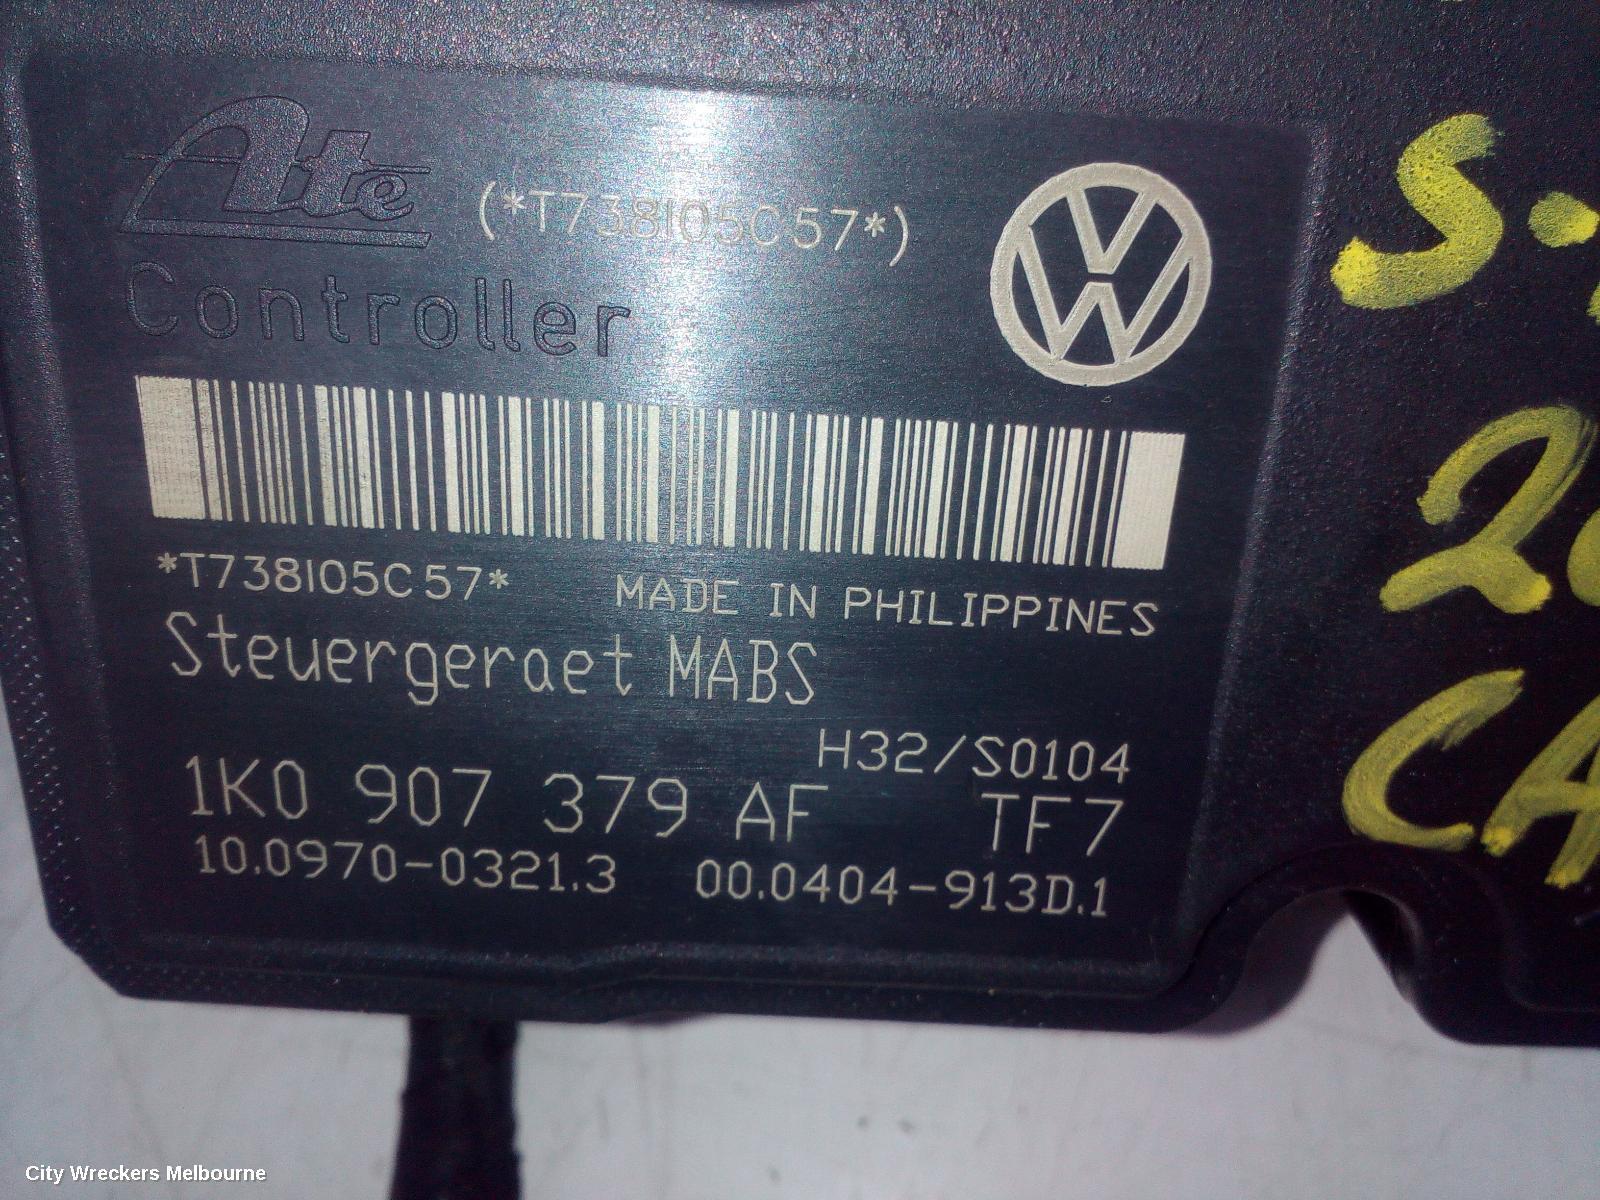 Ate
(*T738I05C57*)
Controller
*T738I05C57*
MADE IN PHILIPPINES
Steuergeraet MABS
H32/S0104
1K0 907 379 AF
TF7
10.0970-0321.3
00.0404-913D.1
City Wreckers Melbourne